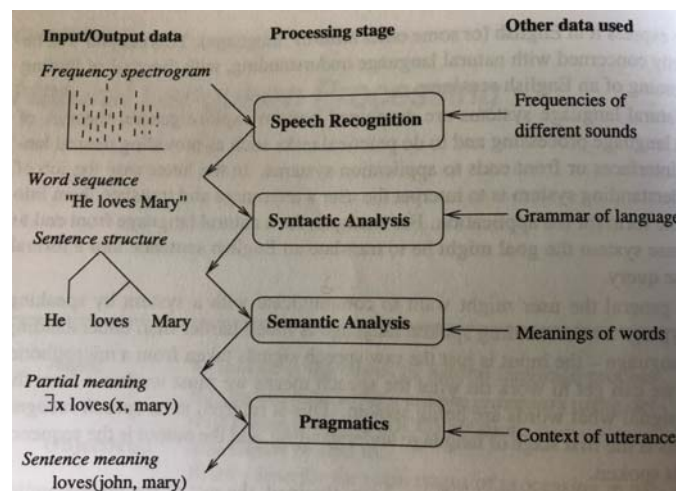 Input/Output data
Processing stage
Other data used
Frequency spectrogram
Speech Recognition
Frequencies of
different sounds
Word sequence
"He loves Mary"
Syntactic Analysis
Grammar of language
Sentence structure
He loves Mary
Semantic Analysis
Meanings of words
Partial meaning
∃x loves(x, mary)
Pragmatics
Context of utterance
Sentence meaning
loves(john, mary)